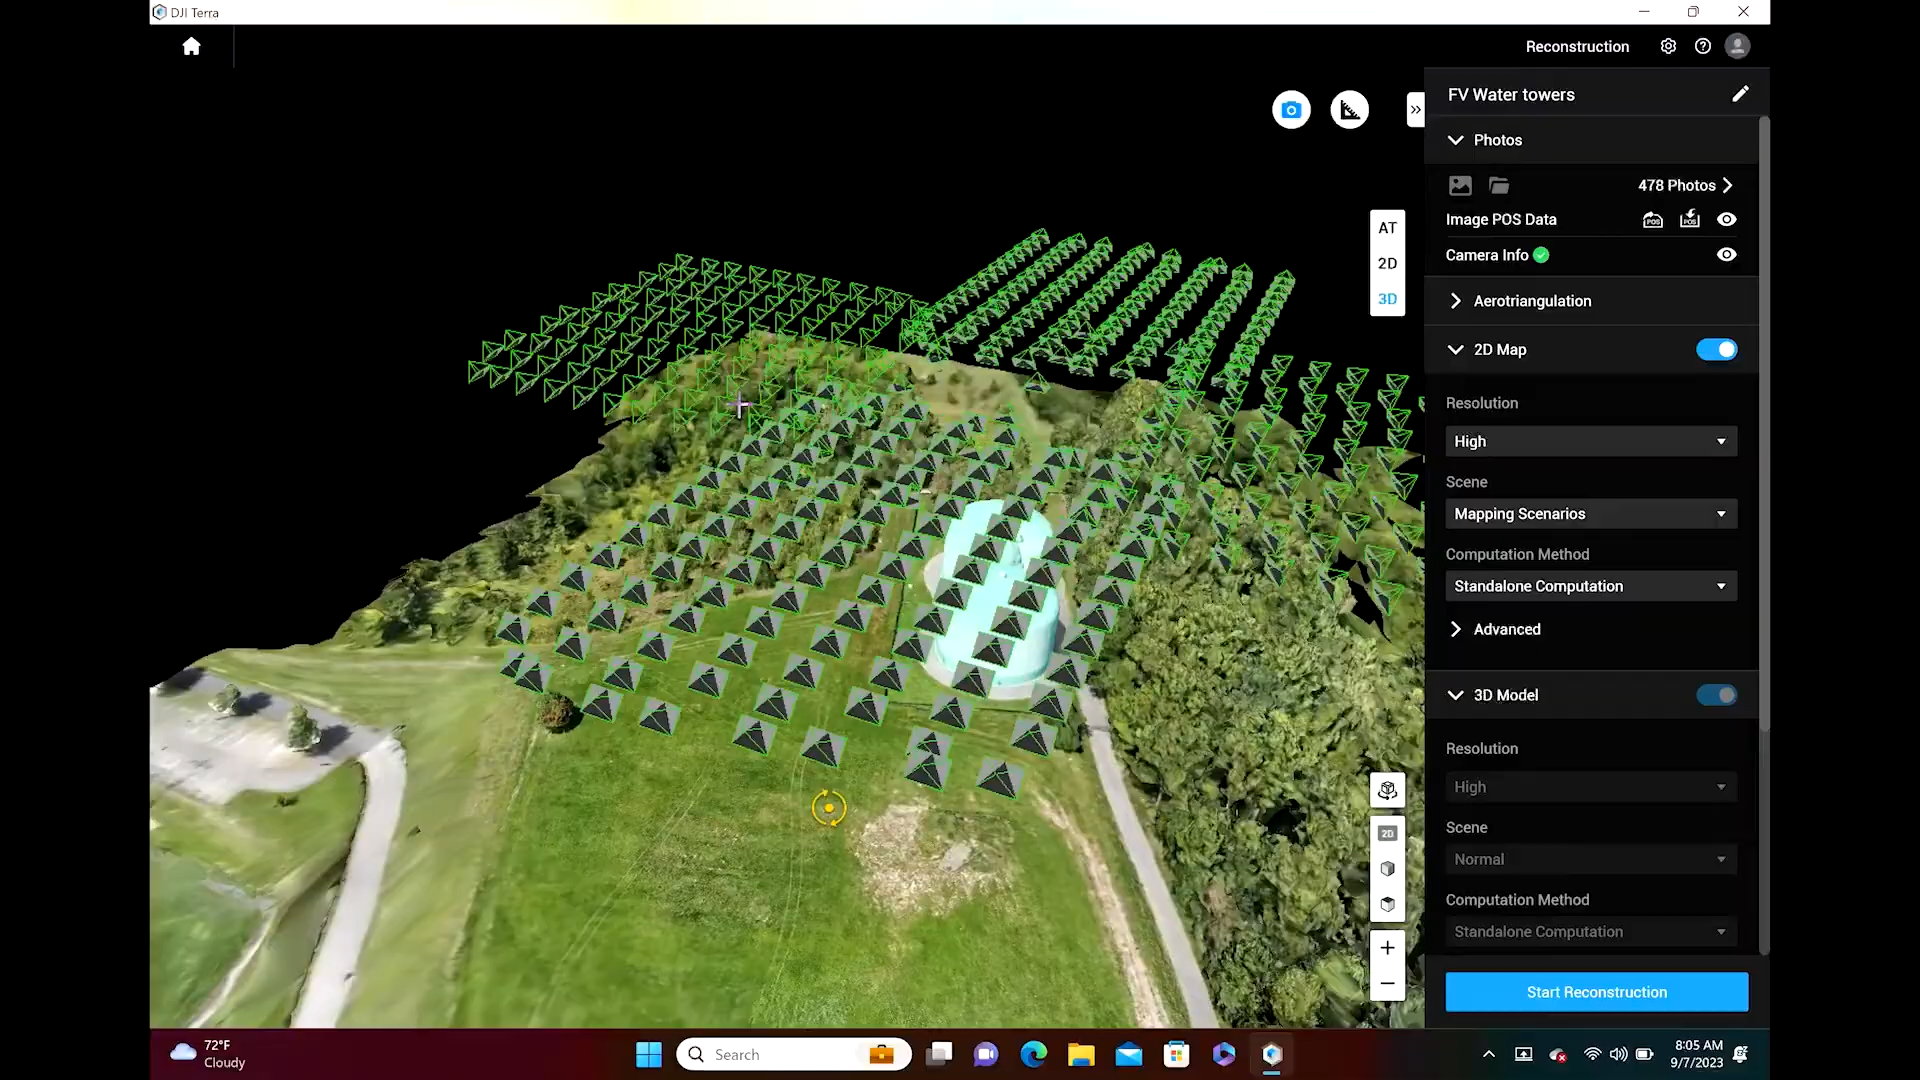 DJI Terra
Reconstruction
FV Water towers
Photos
478 Photos
Image POS Data
POS
POS
Camera Info
AT
2D
3D
Aerotriangulation
2D Map
Resolution
High
Scene
Mapping Scenarios
Computation Method
Standalone Computation
Advanced
3D Model
Resolution
High
Scene
Normal
Computation Method
Standalone Computation
2D
Start Reconstruction
72°F
Cloudy
Search
8:05 AM
9/7/2023